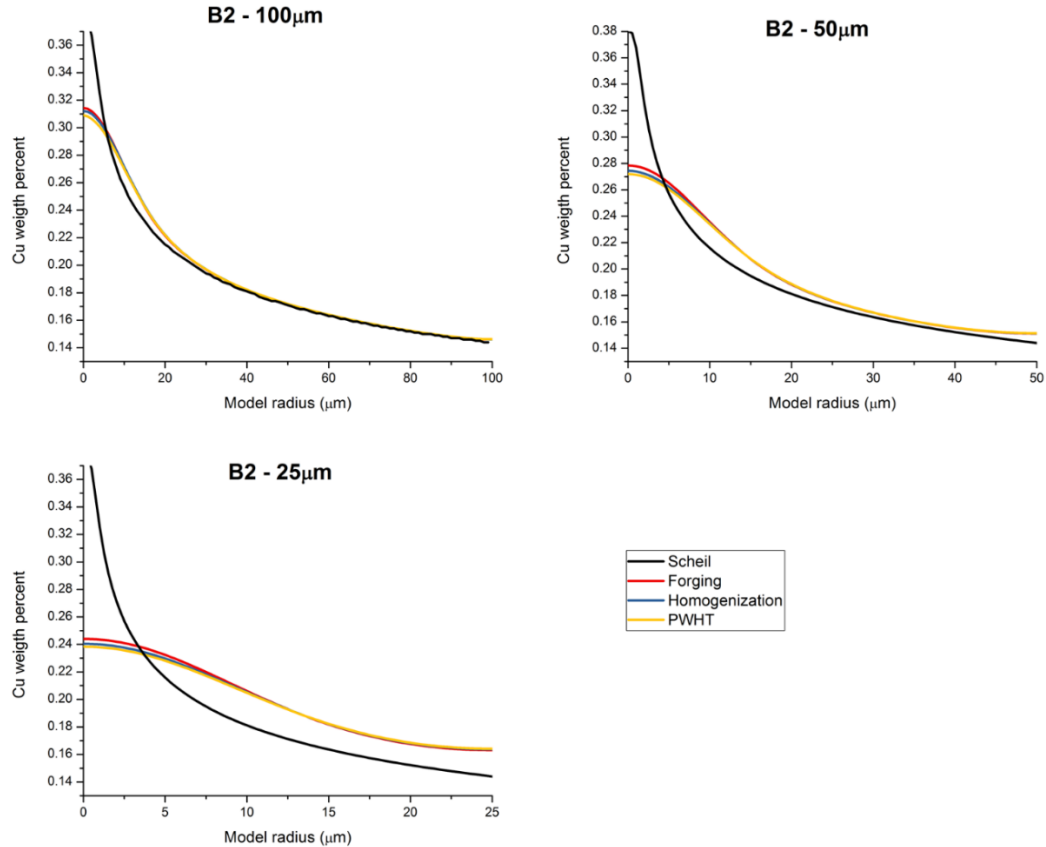 B2 - 100μm
0.36
0.34
0.32
0.30
0.28
0.26
0.24
0.22
0.20
0.18
0.16
0.14
Cu weigth percent
0 20 40 60 80 100
Model radius (μm)
B2 - 50μm
0.38
0.36
0.34
0.32
0.30
0.28
0.26
0.24
0.22
0.20
0.18
0.16
0.14
Cu weigth percent
0 10 20 30 40 50
Model radius (μm)
B2 - 25μm
0.36
0.34
0.32
0.30
0.28
0.26
0.24
0.22
0.20
0.18
0.16
0.14
Cu weigth percent
0 5 10 15 20 25
Model radius (μm)
Scheil
Forging
Homogenization
PWHT